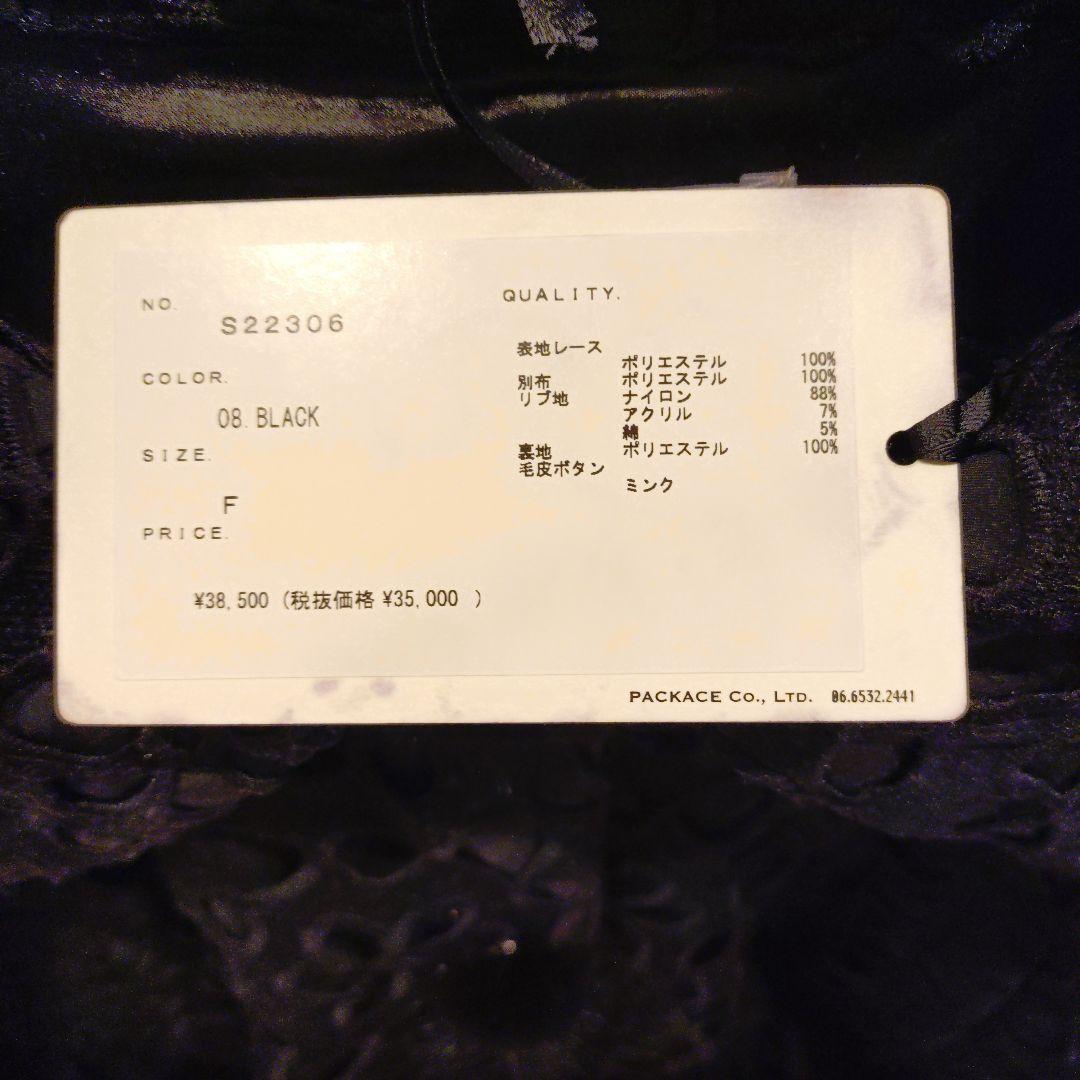 NO.
S22306
COLOR.
08. BLACK
SIZE.
F
PRICE.
¥38,500 (税抜価格 ¥35,000 )
QUALITY.
表地レース
ポリエステル 100%
別布 ポリエステル 100%
リブ地 ナイロン 88%
アクリル 7%
綿 5%
裏地 ポリエステル 100%
毛皮ボタン
ミンク
PACKACE CO., LTD. 06.6532.2441